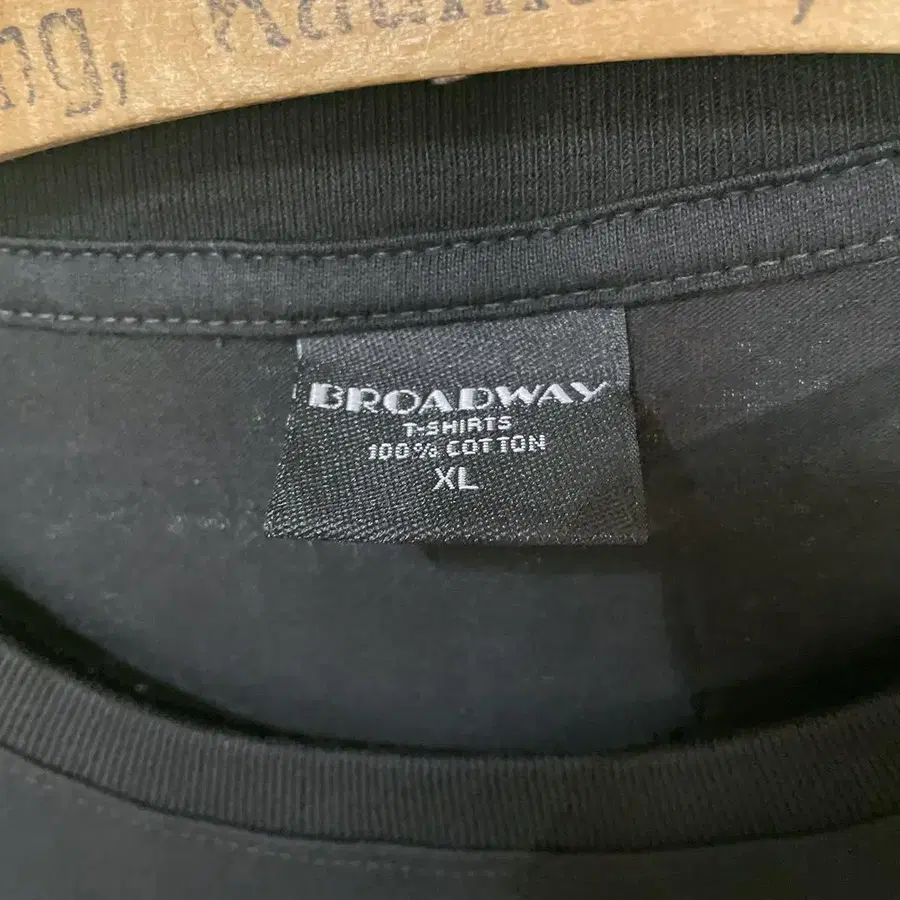 BROADWAY
T-SHIRTS
100% COTTON
XL